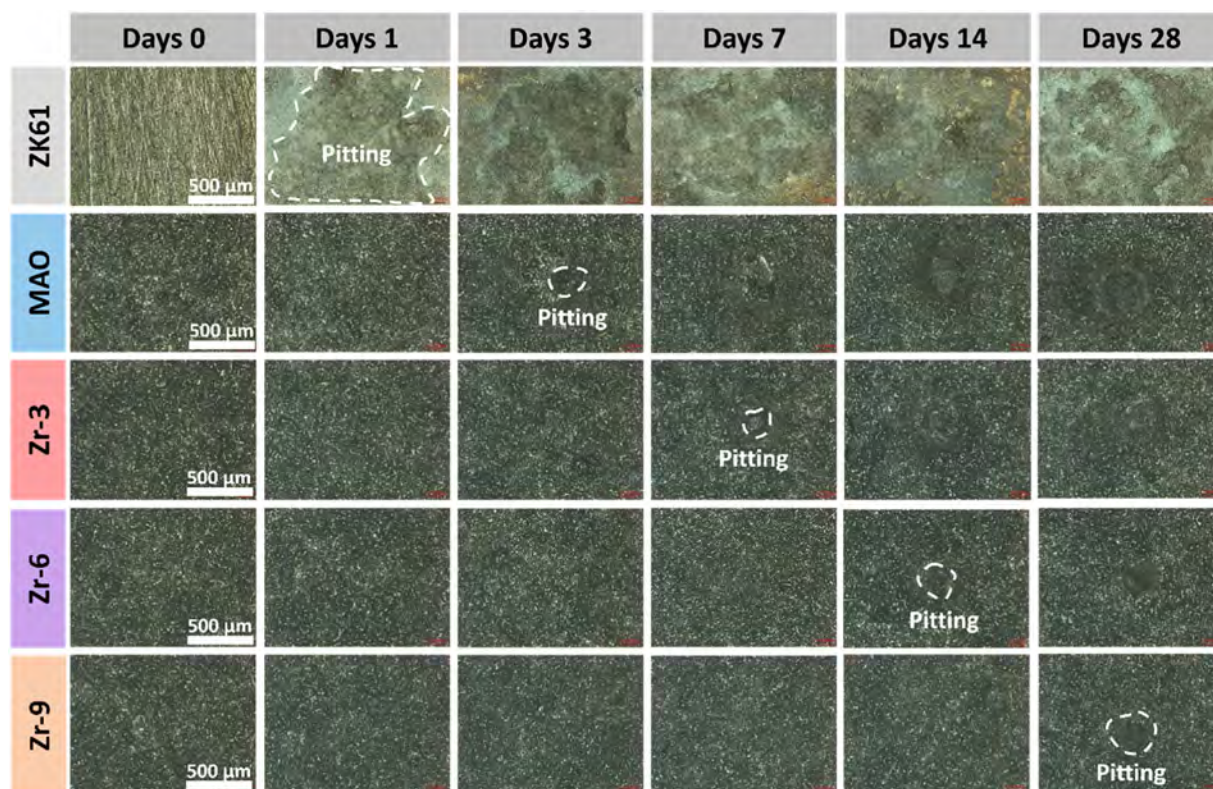 Days 0
Days 1
Days 3
Days 7
Days 14
Days 28
ZK61
500 µm
Pitting
MAO
500 µm
Pitting
Zr-3
500 µm
Pitting
Zr-6
500 µm
Pitting
Zr-9
500 µm
Pitting